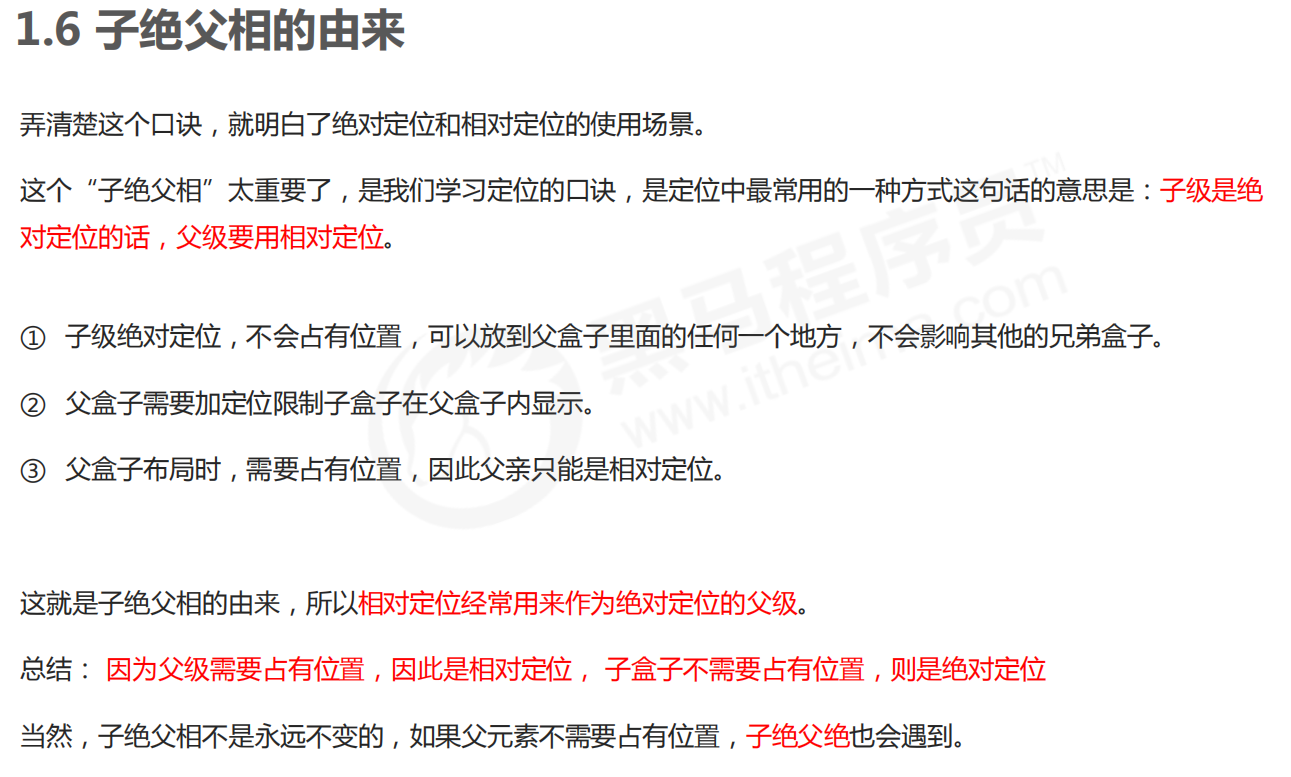 1.6 子绝父相的由来
弄清楚这个口诀，就明白了绝对定位和相对定位的使用场景。
这个“子绝父相”太重要了，是我们学习定位的口诀，是定位中最常用的一种方式这句话的意思是：子级是绝
对定位的话，父级要用相对定位。
① 子级绝对定位，不会占有位置，可以放到父盒子里面的任何一个地方，不会影响其他的兄弟盒子。
② 父盒子需要加定位限制子盒子在父盒子内显示。
③ 父盒子布局时，需要占有位置，因此父亲只能是相对定位。
这就是子绝父相的由来，所以相对定位经常用来作为绝对定位的父级。
总结： 因为父级需要占有位置，因此是相对定位， 子盒子不需要占有位置，则是绝对定位
当然，子绝父相不是永远不变的，如果父元素不需要占有位置，子绝父绝也会遇到。
黑马程序员™
www.itheima.com